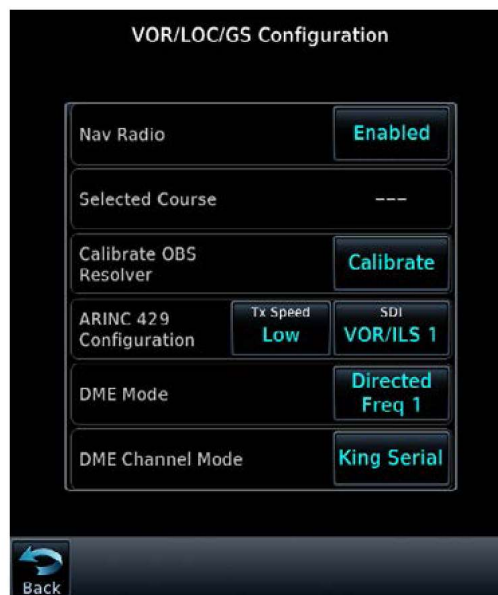 VOR/LOC/GS Configuration
Nav Radio
Enabled
Selected Course
---
Calibrate OBS
Resolver
Calibrate
ARINC 429
Configuration
Tx Speed
Low
SDI
VOR/ILS 1
DME Mode
Directed
Freq 1
DME Channel Mode
King Serial
Back